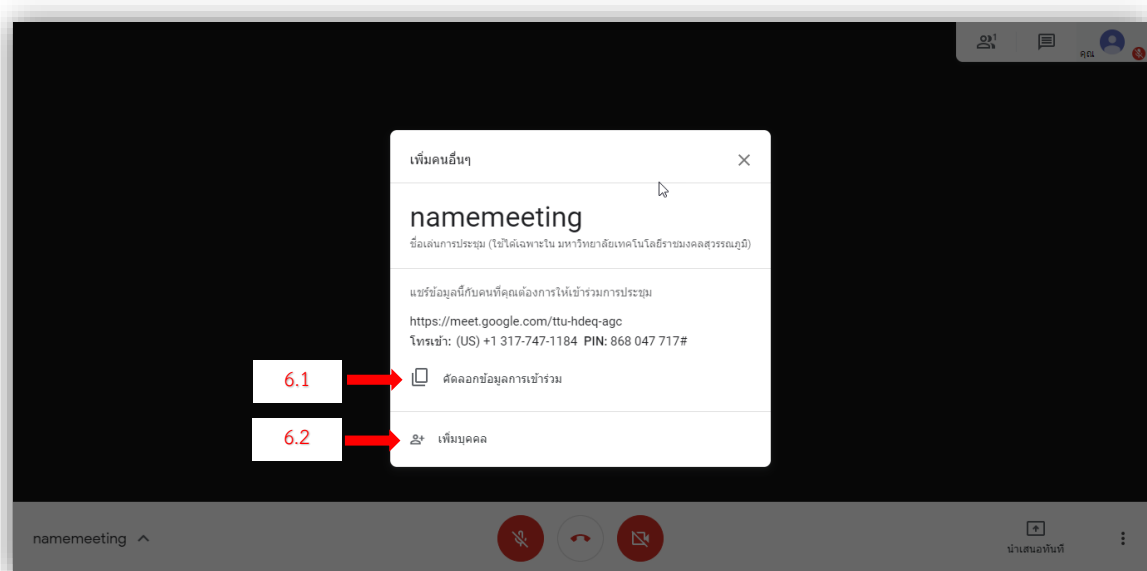 1
คุณ
เพิ่มคนอื่นๆ
namemeeting
ชื่อเล่นการประชุม (ใช้ได้เฉพาะใน มหาวิทยาลัยเทคโนโลยีราชมงคลสุวรรณภูมิ)
แชร์ข้อมูลนี้กับคนที่คุณต้องการให้เข้าร่วมการประชุม
https://meet.google.com/ttu-hdeq-agc
โทรเข้า: (US) +1 317-747-1184 PIN: 868 047 717#
6.1
คัดลอกข้อมูลการเข้าร่วม
6.2
เพิ่มบุคคล
namemeeting
นำเสนอทันที